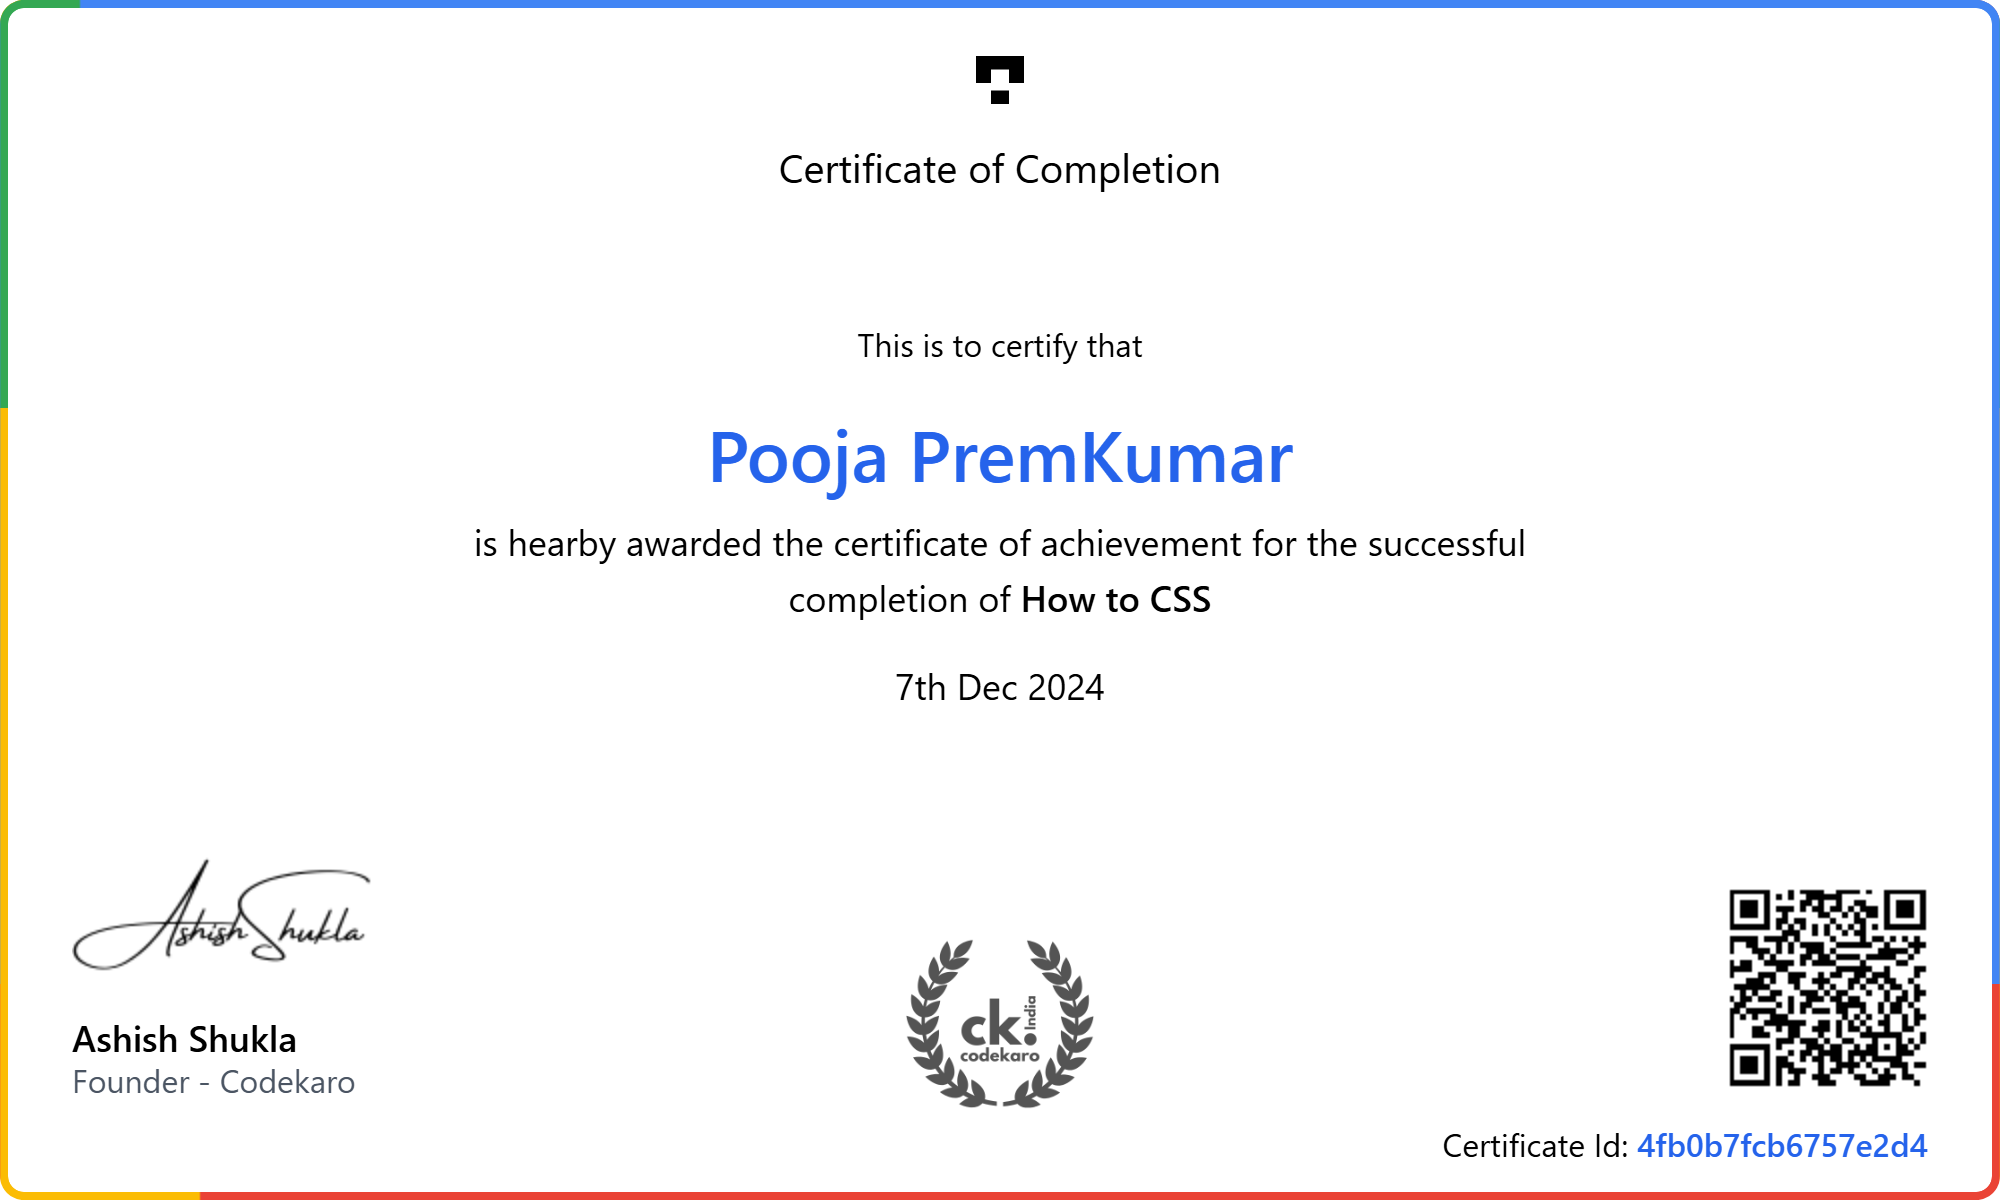 Certificate of Completion
This is to certify that
Pooja PremKumar
is hearby awarded the certificate of achievement for the successful
completion of How to CSS
7th Dec 2024
Ashish Shukla
Ashish Shukla
Founder - Codekaro
ck. India
codekaro
Certificate Id: 4fb0b7fcb6757e2d4